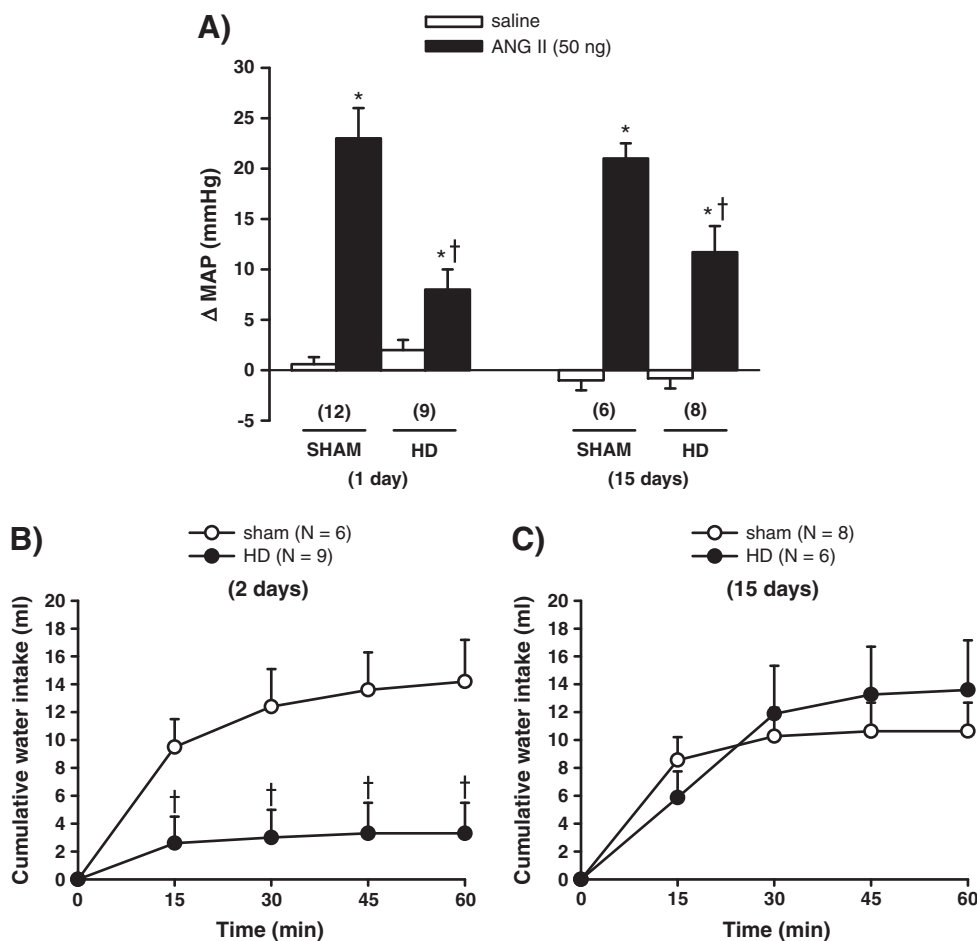 A)
saline
ANG II (50 ng)
Δ MAP (mmHg)
30
25
20
15
10
5
0
-5
*
*†
*
*†
(12) (9) (6) (8)
SHAM HD SHAM HD
(1 day) (15 days)
B)
sham (N = 6)
HD (N = 9)
(2 days)
Cumulative water intake (ml)
20
18
16
14
12
10
8
6
4
2
0
† † † †
0 15 30 45 60
Time (min)
C)
sham (N = 8)
HD (N = 6)
(15 days)
Cumulative water intake (ml)
20
18
16
14
12
10
8
6
4
2
0
0 15 30 45 60
Time (min)